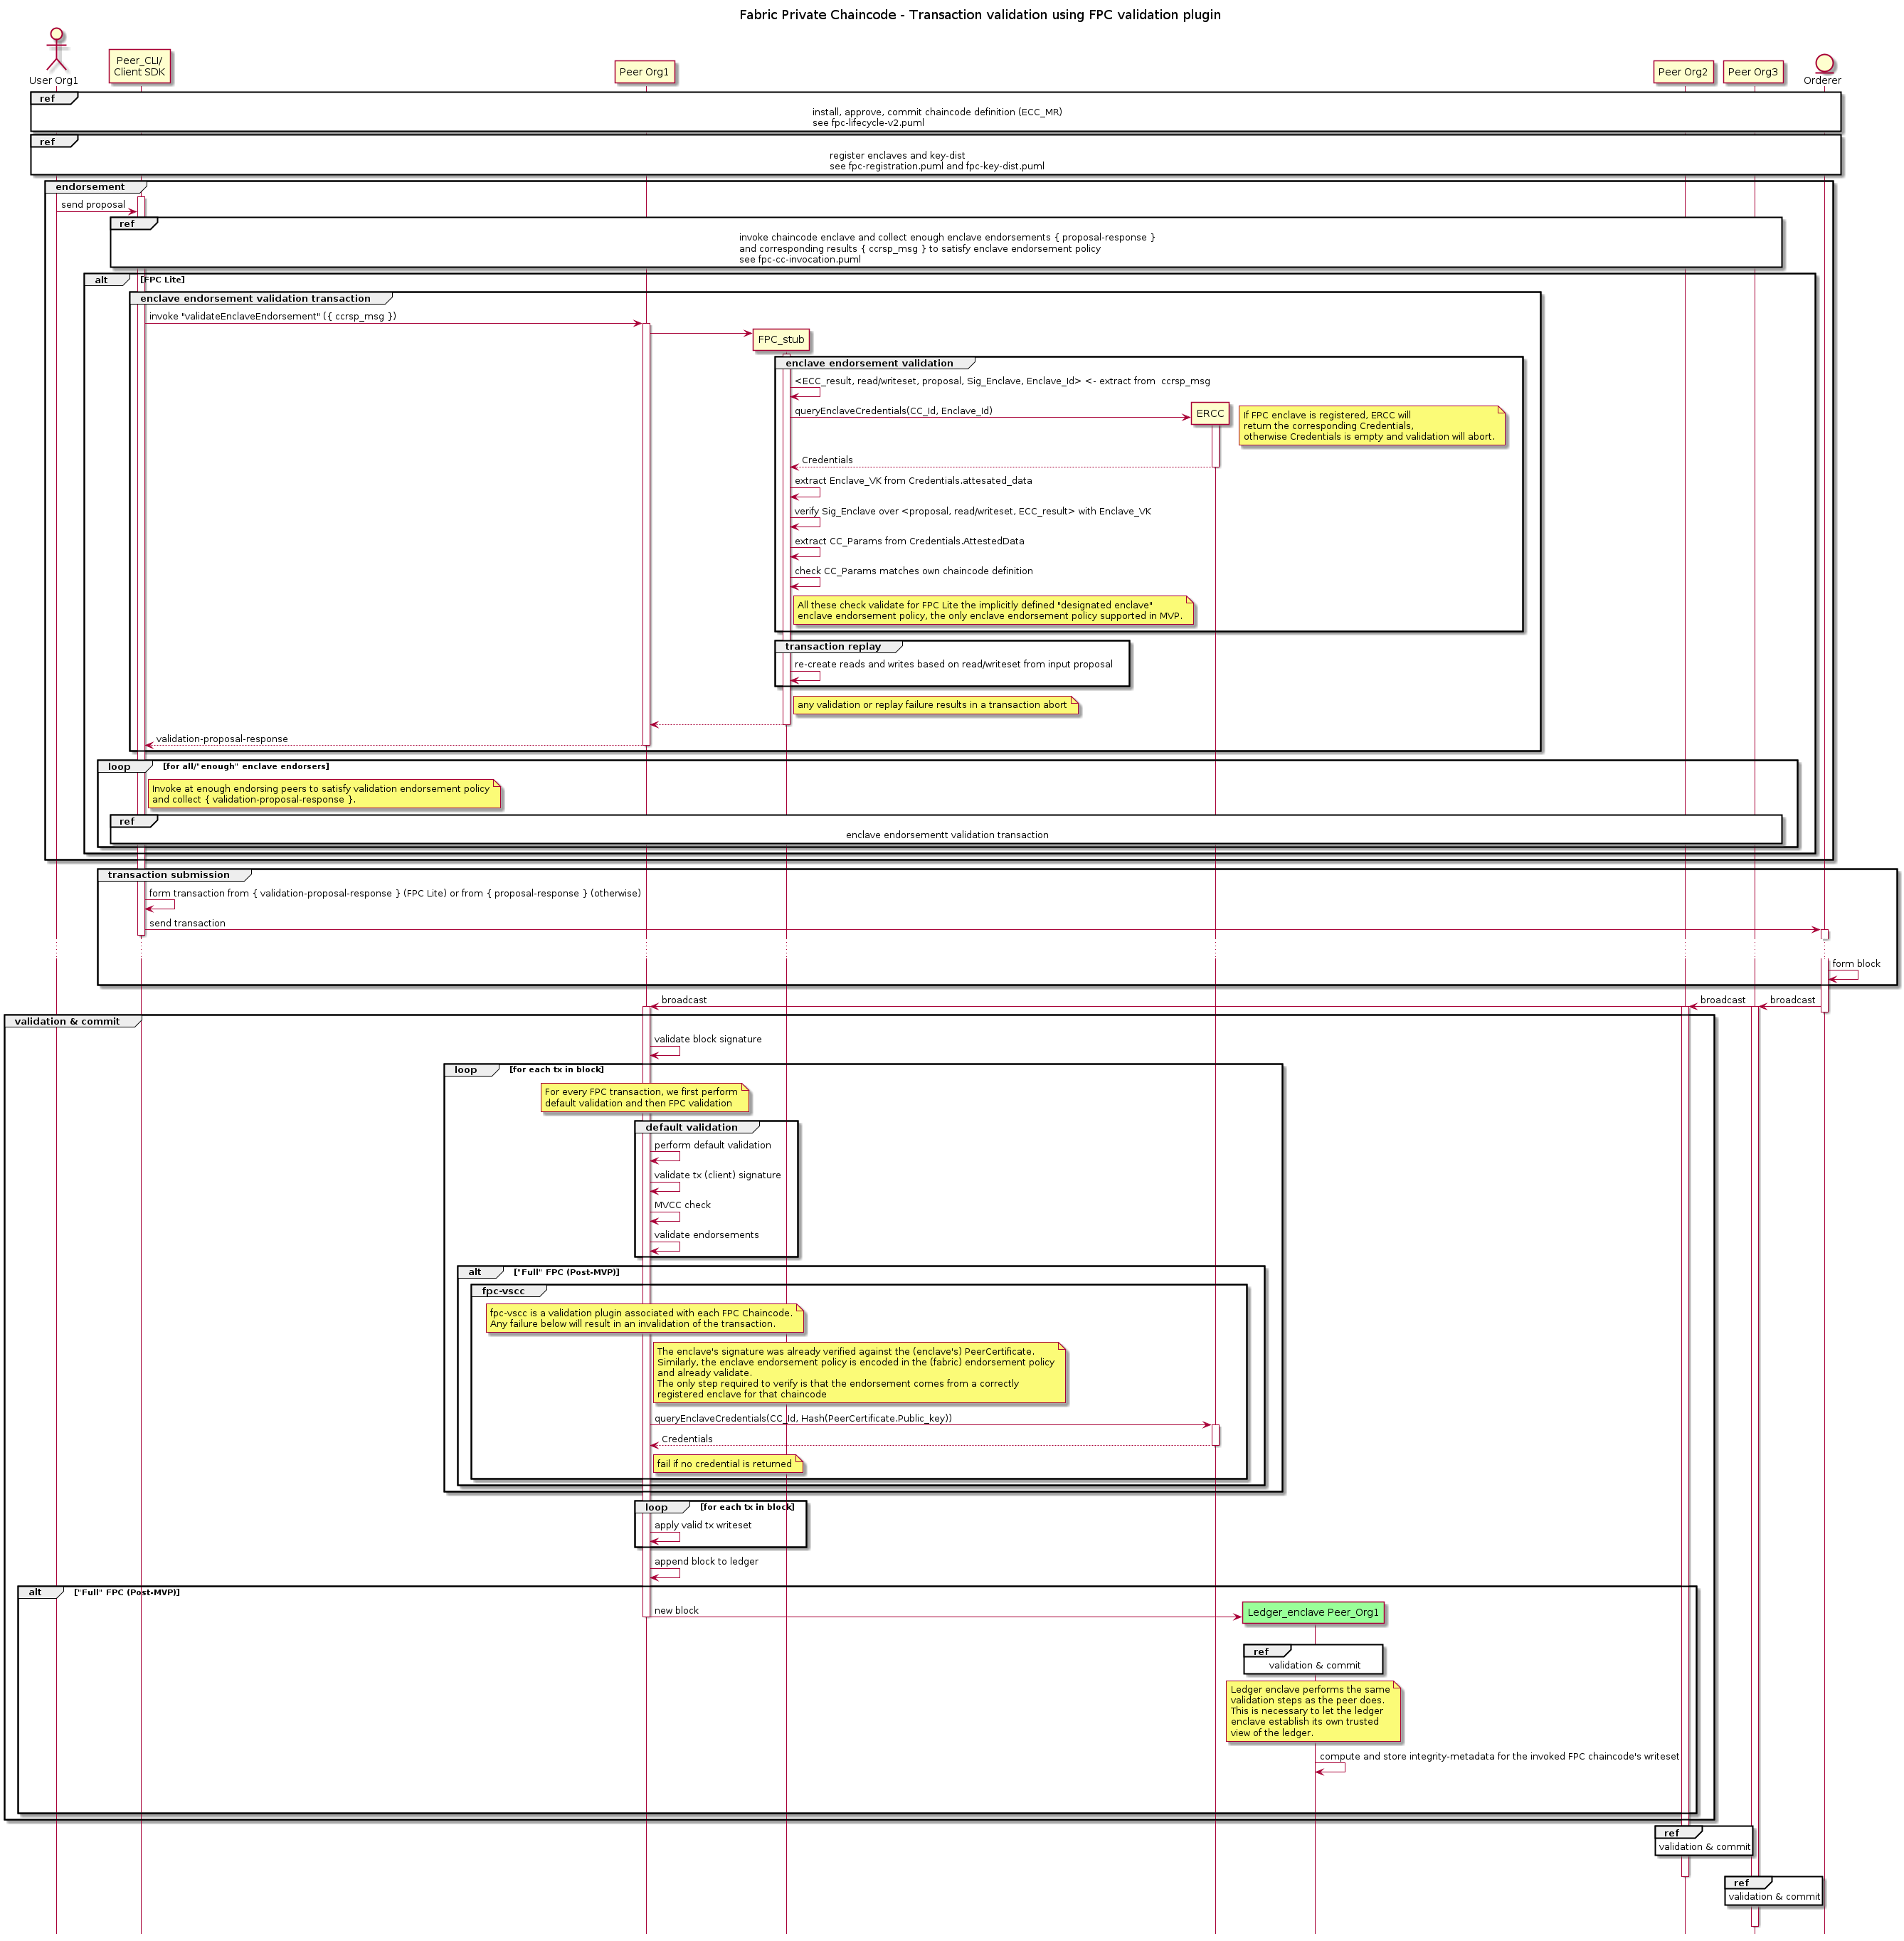 Fabric Private Chaincode - Transaction validation using FPC validation plugin
User Org1
Peer_CLI/
Client SDK
Peer Org1
Peer Org2
Peer Org3
Orderer
ref
install, approve, commit chaincode definition (ECC_MR)
see fpc-lifecycle-v2.puml
ref
register enclaves and key-dist
see fpc-registration.puml and fpc-key-dist.puml
endorsement
send proposal
ref
invoke chaincode enclave and collect enough enclave endorsements { proposal-response }
and corresponding results { ccrsp_msg } to satisfy enclave endorsement policy
see fpc-cc-invocation.puml
alt [FPC Lite]
enclave endorsement validation transaction
invoke "validateEnclaveEndorsement" ({ ccrsp_msg })
FPC_stub
enclave endorsement validation
<ECC_result, read/writeset, proposal, Sig_Enclave, Enclave_Id> <- extract from  ccrsp_msg
queryEnclaveCredentials(CC_Id, Enclave_Id)
ERCC
If FPC enclave is registered, ERCC will
return the corresponding Credentials,
otherwise Credentials is empty and validation will abort.
Credentials
extract Enclave_VK from Credentials.attesated_data
verify Sig_Enclave over <proposal, read/writeset, ECC_result> with Enclave_VK
extract CC_Params from Credentials.AttestedData
check CC_Params matches own chaincode definition
All these check validate for FPC Lite the implicitly defined "designated enclave"
enclave endorsement policy, the only enclave endorsement policy supported in MVP.
transaction replay
re-create reads and writes based on read/writeset from input proposal
any validation or replay failure results in a transaction abort
validation-proposal-response
loop [for all/"enough" enclave endorsers]
Invoke at enough endorsing peers to satisfy validation endorsement policy
and collect { validation-proposal-response }.
ref
enclave endorsementt validation transaction
transaction submission
form transaction from { validation-proposal-response } (FPC Lite) or from { proposal-response } (otherwise)
send transaction
form block
broadcast
broadcast
broadcast
validation & commit
validate block signature
loop [for each tx in block]
For every FPC transaction, we first perform
default validation and then FPC validation
default validation
perform default validation
validate tx (client) signature
MVCC check
validate endorsements
alt ["Full" FPC (Post-MVP)]
fpc-vscc
fpc-vscc is a validation plugin associated with each FPC Chaincode.
Any failure below will result in an invalidation of the transaction.
The enclave's signature was already verified against the (enclave's) PeerCertificate.
Similarly, the enclave endorsement policy is encoded in the (fabric) endorsement policy
and already validate.
The only step required to verify is that the endorsement comes from a correctly
registered enclave for that chaincode
queryEnclaveCredentials(CC_Id, Hash(PeerCertificate.Public_key))
Credentials
fail if no credential is returned
loop [for each tx in block]
apply valid tx writeset
append block to ledger
alt ["Full" FPC (Post-MVP)]
new block
Ledger_enclave Peer_Org1
ref
validation & commit
Ledger enclave performs the same
validation steps as the peer does.
This is necessary to let the ledger
enclave establish its own trusted
view of the ledger.
compute and store integrity-metadata for the invoked FPC chaincode's writeset
ref
validation & commit
ref
validation & commit